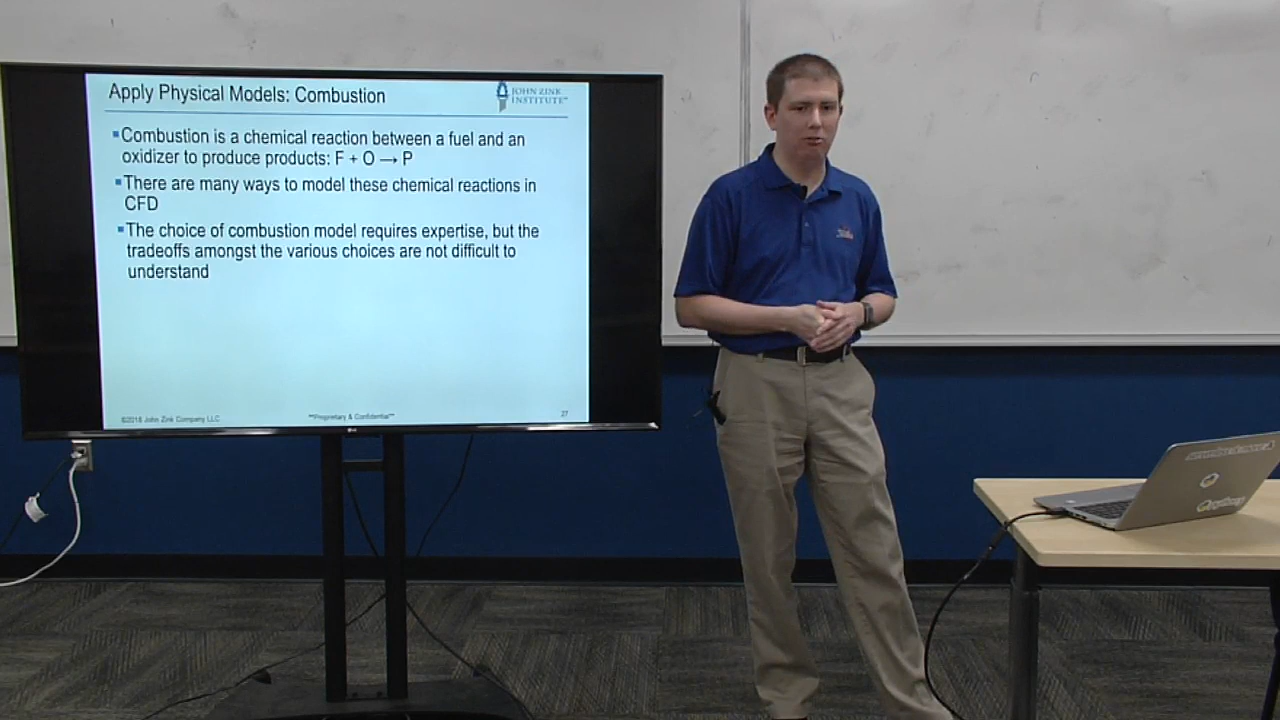 Apply Physical Models: Combustion
JOHN ZINK
INSTITUTE
Combustion is a chemical reaction between a fuel and an
oxidizer to produce products: F + O → P
There are many ways to model these chemical reactions in
CFD
The choice of combustion model requires expertise, but the
tradeoffs amongst the various choices are not difficult to
understand
©2018 John Zink Company LLC
**Proprietary & Confidential**
27
LG
python